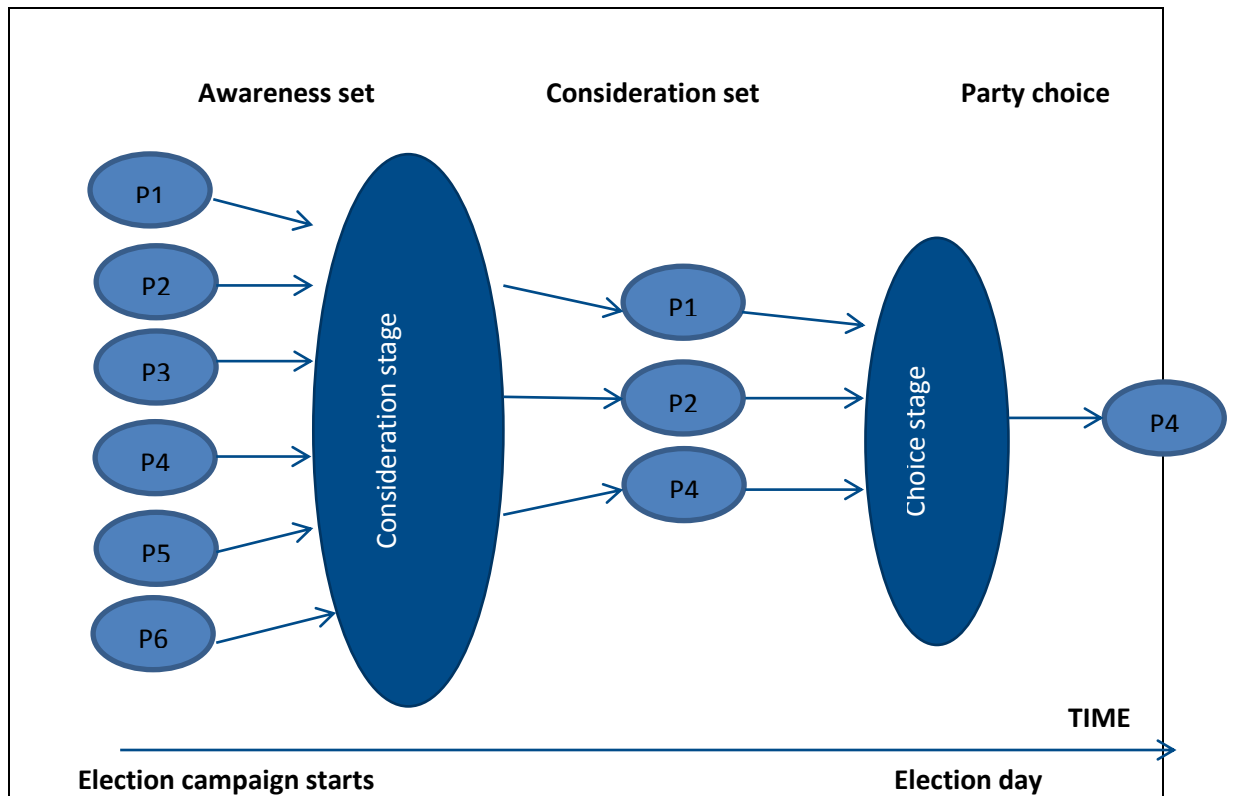 Awareness set
Consideration set
Party choice
P1
P2
P3
P4
P5
P6
Consideration stage
P1
P2
P4
Choice stage
P4
TIME
Election campaign starts
Election day